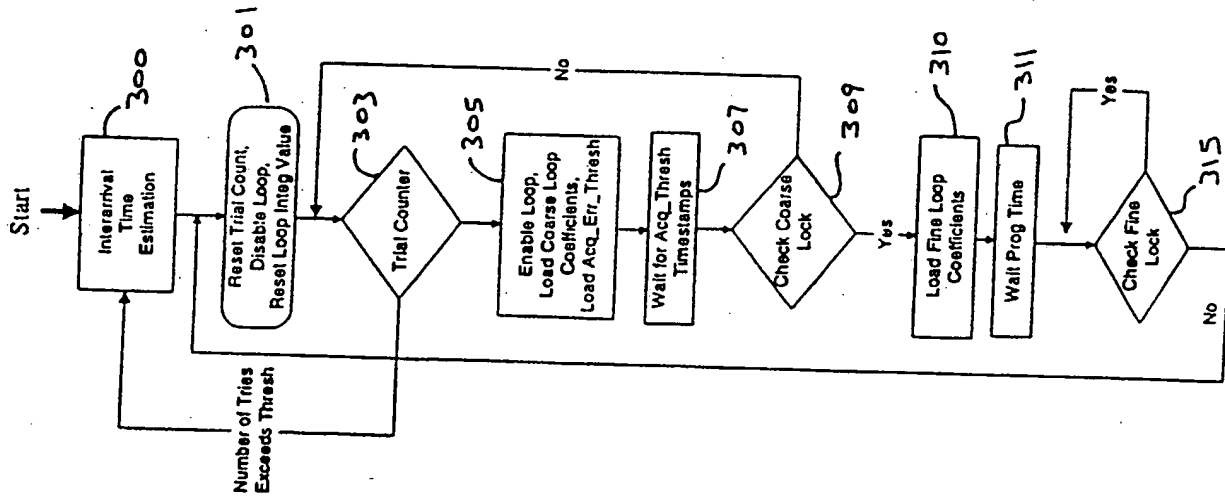 Start
Interarrival
Time
Estimation
300
Reset Trial Count,
Disable Loop,
Reset Loop Integ Value
301
Number of Tries
Exceeds Thresh
Trial Counter
303
No
Enable Loop,
Load Coarse Loop
Coefficients,
Load Acq_Err_Thresh
305
Wait for Acq_Thresh
Timestamps
307
Check Coarse
Lock
309
Yes
Load Fine Loop
Coefficients
310
Wait Prog Time
311
Yes
Check Fine
Lock
315
No